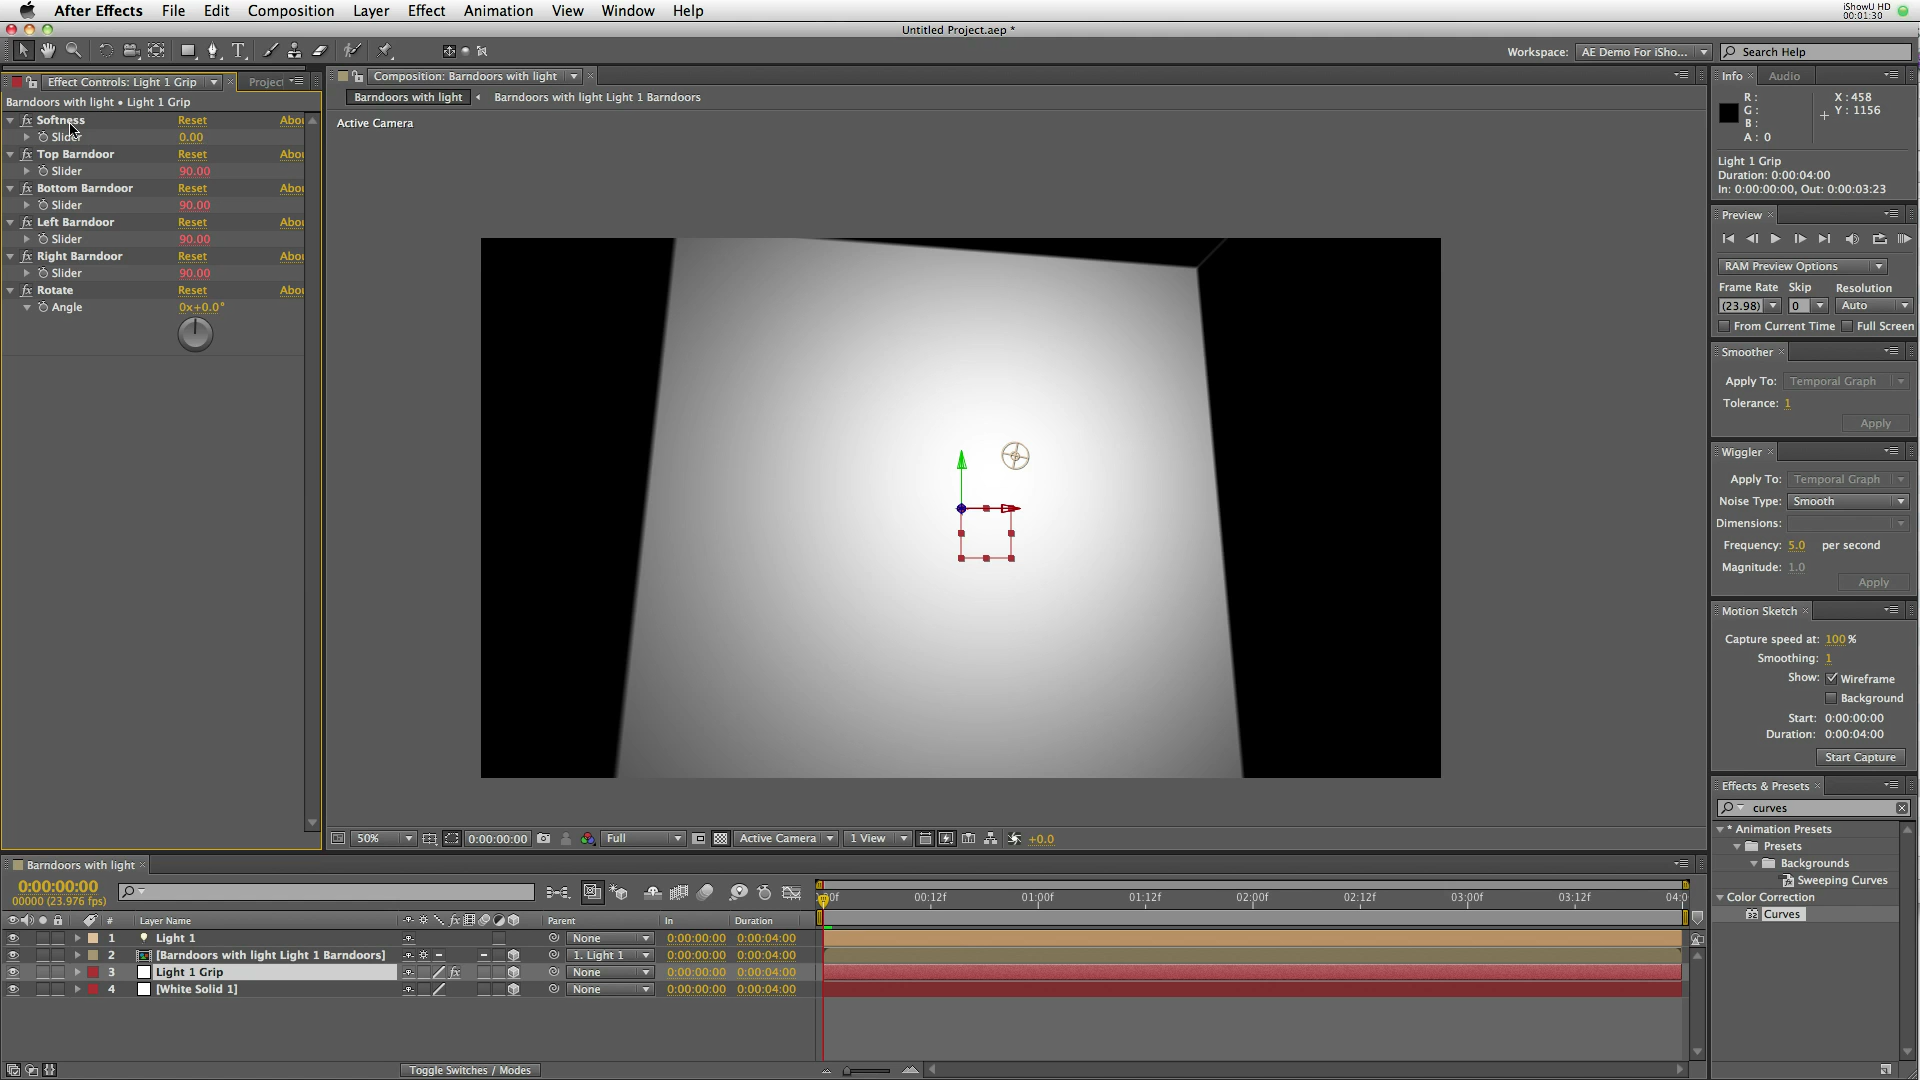 After Effects File Edit Composition Layer Effect Animation View Window Help
iShowU HD
00:01:30
Untitled Project.aep *
Workspace: AE Demo For iSho... Search Help
Effect Controls: Light 1 Grip
Project
Barndoors with light • Light 1 Grip
Softness Reset Abou
Slider 0.00
Top Barndoor Reset Abou
Slider 90.00
Bottom Barndoor Reset Abou
Slider 90.00
Left Barndoor Reset Abou
Slider 90.00
Right Barndoor Reset Abou
Slider 90.00
Rotate Reset Abou
Angle 0x+0.0°
Composition: Barndoors with light
Barndoors with light Barndoors with light Light 1 Barndoors
Active Camera
50% 0:00:00:00 Full Active Camera 1 View +0.0
Info Audio
R: X: 458
G: Y: 1156
B:
A: 0
Light 1 Grip
Duration: 0:00:04:00
In: 0:00:00:00, Out: 0:00:03:23
Preview
RAM Preview Options
Frame Rate Skip Resolution
(23.98) 0 Auto
From Current Time Full Screen
Smoother
Apply To: Temporal Graph
Tolerance: 1
Apply
Wiggler
Apply To: Temporal Graph
Noise Type: Smooth
Dimensions:
Frequency: 5.0 per second
Magnitude: 1.0
Apply
Motion Sketch
Capture speed at: 100 %
Smoothing: 1
Show: Wireframe
Background
Start: 0:00:00:00
Duration: 0:00:04:00
Start Capture
Effects & Presets
curves
* Animation Presets
Presets
Backgrounds
Sweeping Curves
Color Correction
32 Curves
Barndoors with light
0:00:00:00
00000 (23.976 fps)
:00f 00:12f 01:00f 01:12f 02:00f 02:12f 03:00f 03:12f 04:0
# Layer Name fx Parent In Duration
1 Light 1 None 0:00:00:00 0:00:04:00
2 [Barndoors with light Light 1 Barndoors] 1. Light 1 0:00:00:00 0:00:04:00
3 Light 1 Grip fx None 0:00:00:00 0:00:04:00
4 [White Solid 1] None 0:00:00:00 0:00:04:00
Toggle Switches / Modes